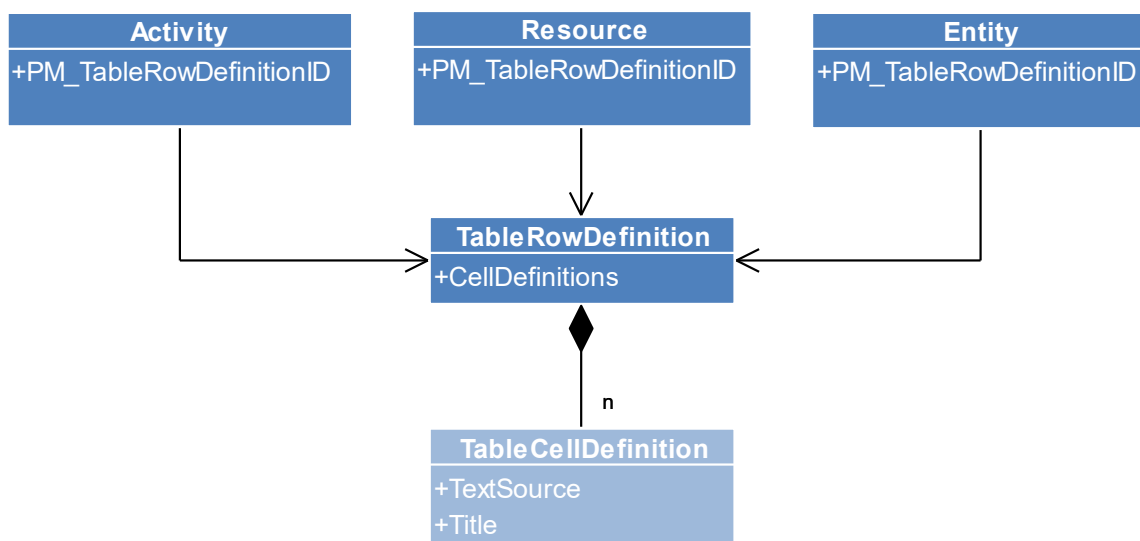 Activity
+PM_TableRowDefinitionID
Resource
+PM_TableRowDefinitionID
Entity
+PM_TableRowDefinitionID
TableRowDefinition
+CellDefinitions
n
TableCellDefinition
+TextSource
+Title